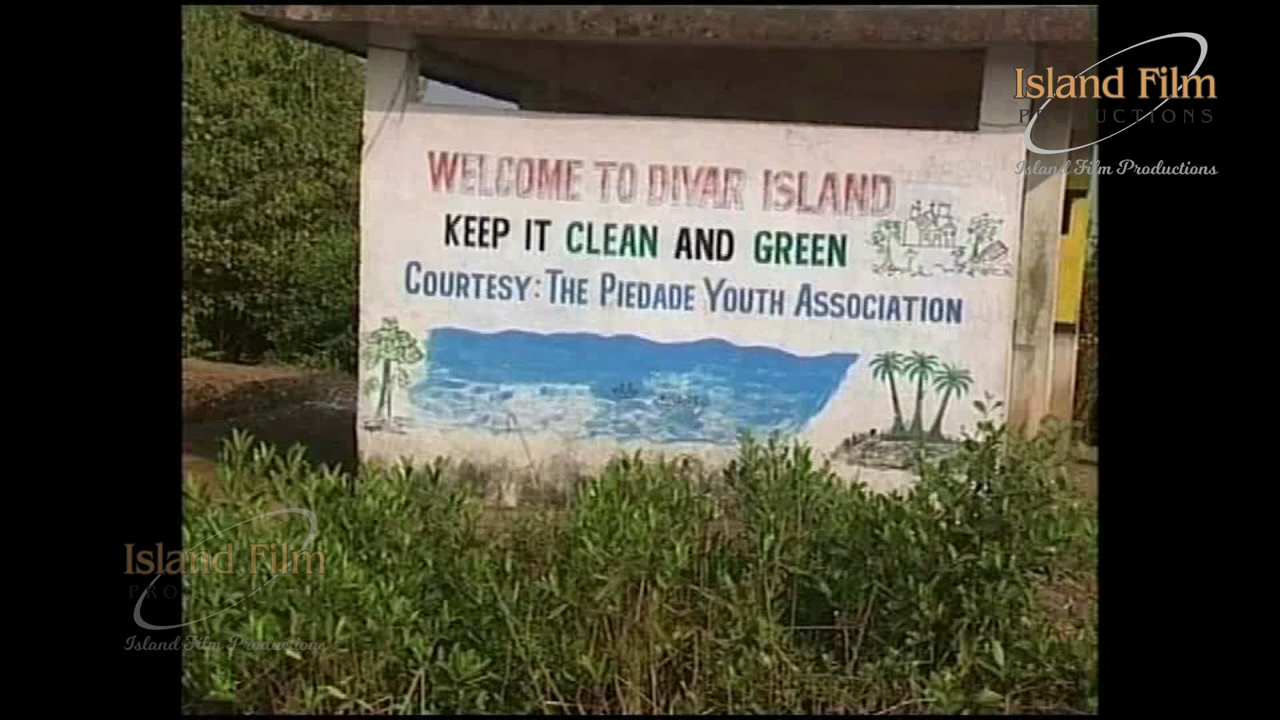 Island Film
PRODUCTIONS
Island Film Productions
WELCOME TO DIVAR ISLAND
KEEP IT CLEAN AND GREEN
COURTESY: THE PIEDADE YOUTH ASSOCIATION
Island Film
PRODUCTIONS
Island Film Productions